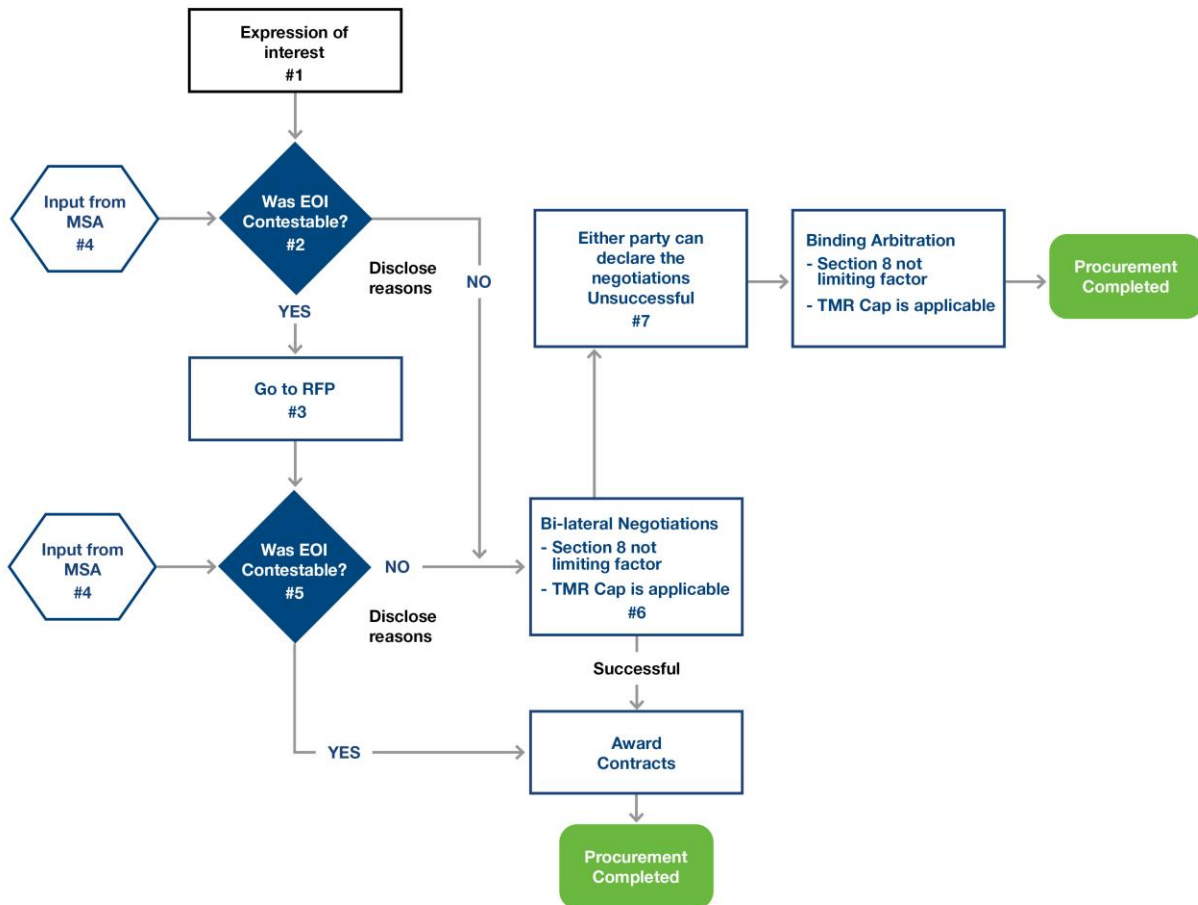 Expression of
interest
#1
Input from
MSA
#4
Was EOI
Contestable?
#2
Disclose
reasons
NO
YES
Either party can
declare the
negotiations
Unsuccessful
#7
Binding Arbitration
- Section 8 not
limiting factor
- TMR Cap is applicable
Procurement
Completed
Go to RFP
#3
Input from
MSA
#4
Was EOI
Contestable?
#5
NO
Disclose
reasons
Bi-lateral Negotiations
- Section 8 not
limiting factor
- TMR Cap is applicable
#6
Successful
YES
Award
Contracts
Procurement
Completed